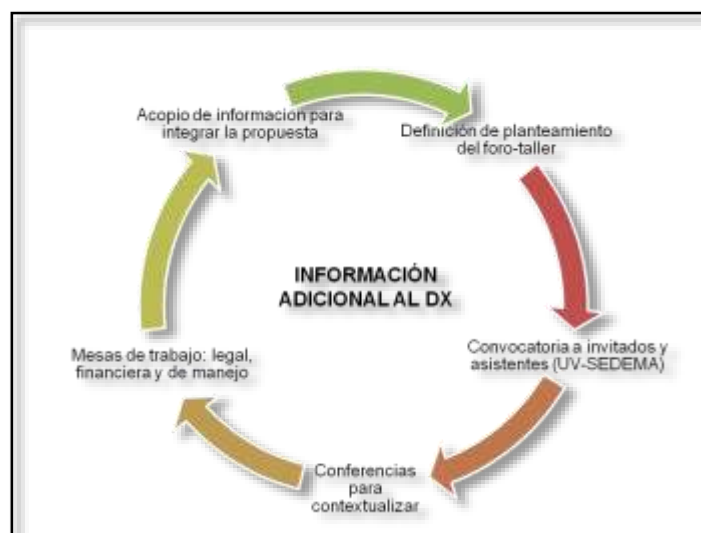 Acopio de información para
integrar la propuesta
Definición de planteamiento
del foro-taller
INFORMACIÓN
ADICIONAL AL DX
Convocatoria a invitados y
asistentes (UV-SEDEMA)
Mesas de trabajo: legal,
financiera y de manejo
Conferencias
para
contextualizar